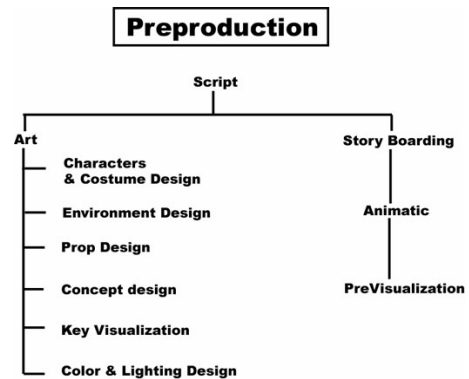 Preproduction
Script
Art
Characters
& Costume Design
Environment Design
Prop Design
Concept design
Key Visualization
Color & Lighting Design
Story Boarding
Animatic
PreVisualization